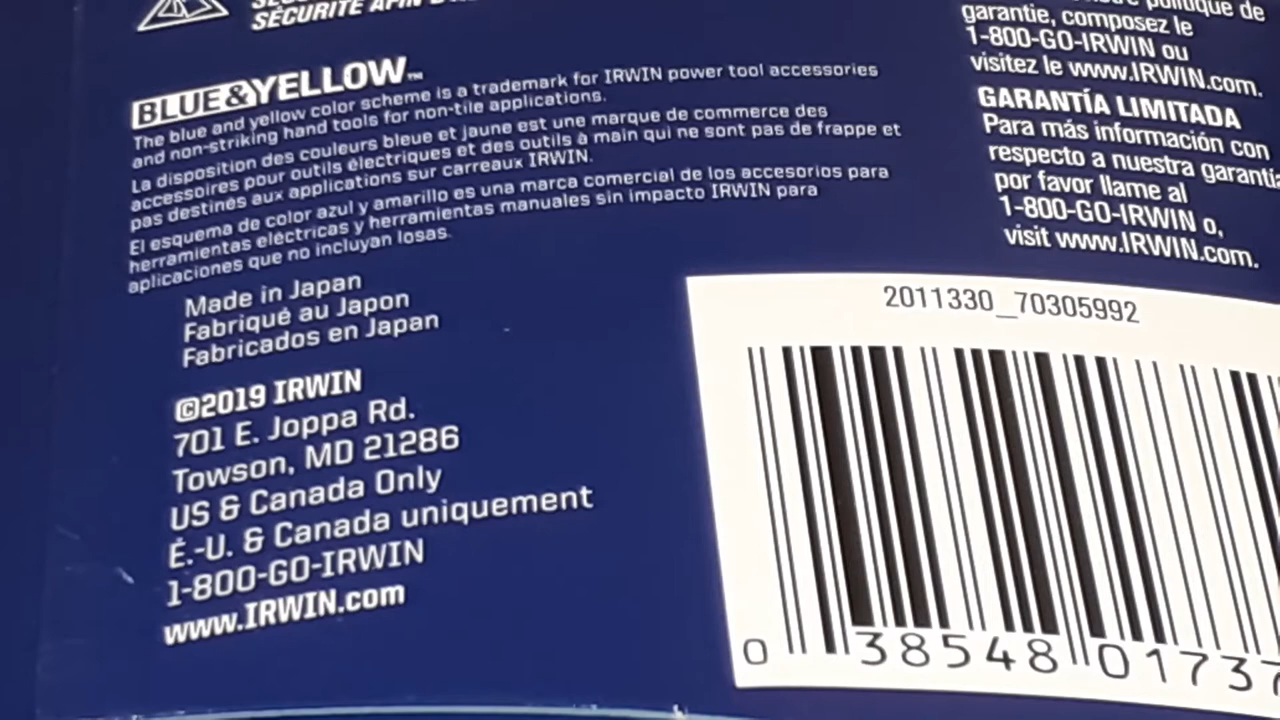 SÉCURITÉ AFIN
BLUE&YELLOW™
The blue and yellow color scheme is a trademark for IRWIN power tool accessories
and non-striking hand tools for non-tile applications.
La disposition des couleurs bleue et jaune est une marque de commerce des
accessoires pour outils électriques et des outils à main qui ne sont pas de frappe et
pas destinés aux applications sur carreaux IRWIN.
El esquema de color azul y amarillo es una marca comercial de los accesorios para
herramientas eléctricas y herramientas manuales sin impacto IRWIN para
aplicaciones que no incluyan losas.
Made in Japan
Fabriqué au Japon
Fabricados en Japan
©2019 IRWIN
701 E. Joppa Rd.
Towson, MD 21286
US & Canada Only
É.-U. & Canada uniquement
1-800-GO-IRWIN
www.IRWIN.com
politique de
garantie, composez le
1-800-GO-IRWIN ou
visitez le www.IRWIN.com.
GARANTÍA LIMITADA
Para más información con
respecto a nuestra garantía
por favor llame al
1-800-GO-IRWIN o,
visit www.IRWIN.com.
2011330_70305992
0 38548 01737